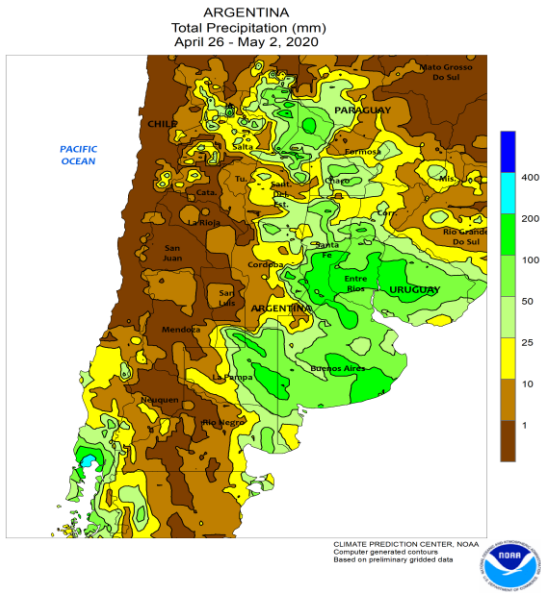 ARGENTINA
Total Precipitation (mm)
April 26 - May 2, 2020
Mato Grosso
Do Sul
PARAGUAY
CHILE
PACIFIC
OCEAN
Salta
Formosa
Tu.
Sant.
Del
Est.
Chaco
Mis.
Cata.
Corr.
La Rioja
Rio Grande
Do Sul
San
Juan
Santa
Fe
Cordoba
Entre
Rios
URUGUAY
San
Luis
ARGENTINA
Mendoza
La Pampa
Buenos Aires
Neuquen
Rio Negro
400
200
100
50
25
10
1
CLIMATE PREDICTION CENTER, NOAA
Computer generated contours
Based on preliminary gridded data
NOAA